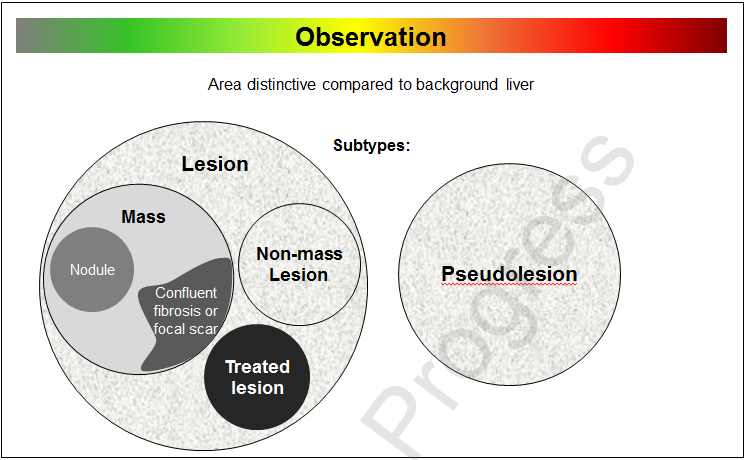 Observation
Area distinctive compared to background liver
Subtypes:
Lesion
Mass
Nodule
Confluent
fibrosis or
focal scar
Non-mass
Lesion
Treated
lesion
Pseudolesion
Progress